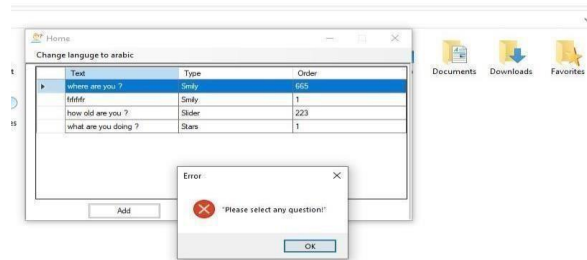 Home
Change languge to arabic
Text Type Order
where are you ? Smily 665
frfrfrfr Smily 1
how old are you ? Slider 223
what are you doing ? Stars 1
Add
Error
"Please select any question!"
OK
Documents Downloads Favorites